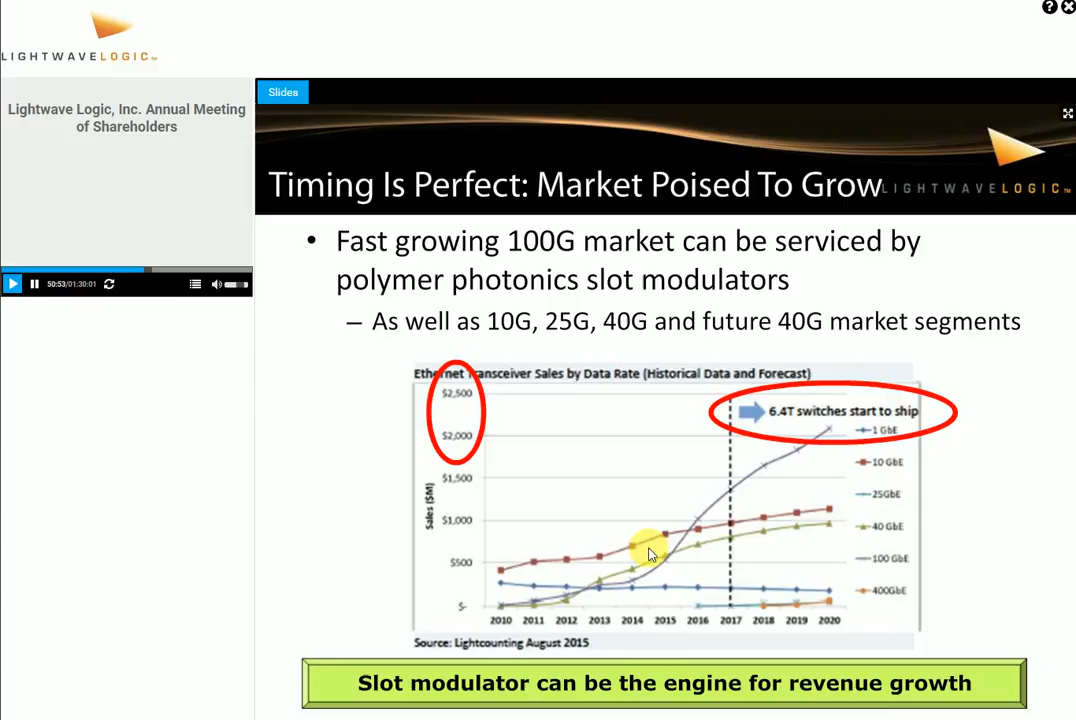 LIGHTWAVELOGIC™
Lightwave Logic, Inc. Annual Meeting
of Shareholders
50:53/01:30:01
Slides
Timing Is Perfect: Market Poised To Grow
LIGHTWAVELOGIC™
• Fast growing 100G market can be serviced by
polymer photonics slot modulators
– As well as 10G, 25G, 40G and future 40G market segments
Ethernet Transceiver Sales by Data Rate (Historical Data and Forecast)
Sales ($M)
$2,500
$2,000
$1,500
$1,000
$500
$-
6.4T switches start to ship
1 GbE
10 GbE
25GbE
40 GbE
100 GbE
400GbE
2010 2011 2012 2013 2014 2015 2016 2017 2018 2019 2020
Source: Lightcounting August 2015
Slot modulator can be the engine for revenue growth